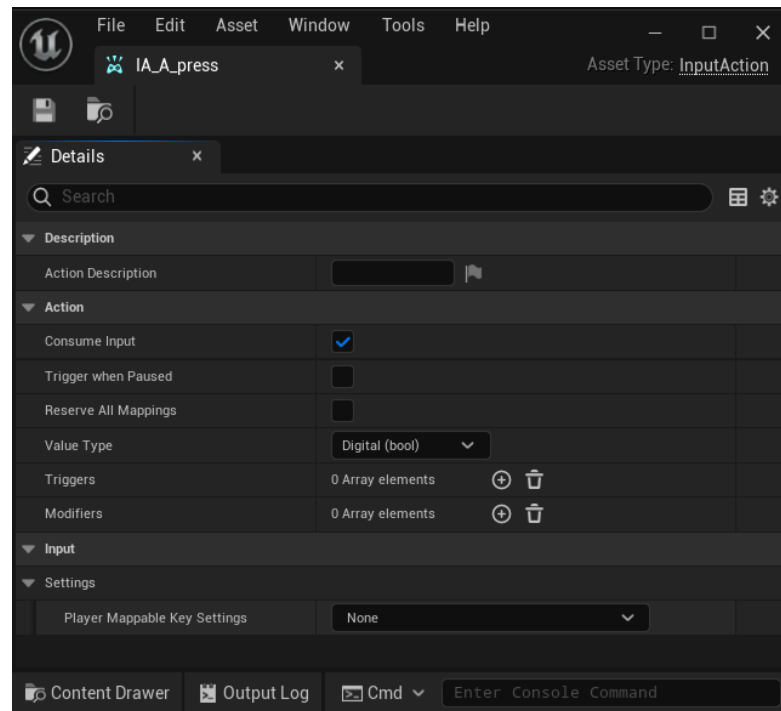 File Edit Asset Window Tools Help
IA_A_press
Asset Type: InputAction
Details
Search
Description
Action Description
Action
Consume Input
Trigger when Paused
Reserve All Mappings
Value Type Digital (bool)
Triggers 0 Array elements
Modifiers 0 Array elements
Input
Settings
Player Mappable Key Settings None
Content Drawer Output Log Cmd Enter Console Command